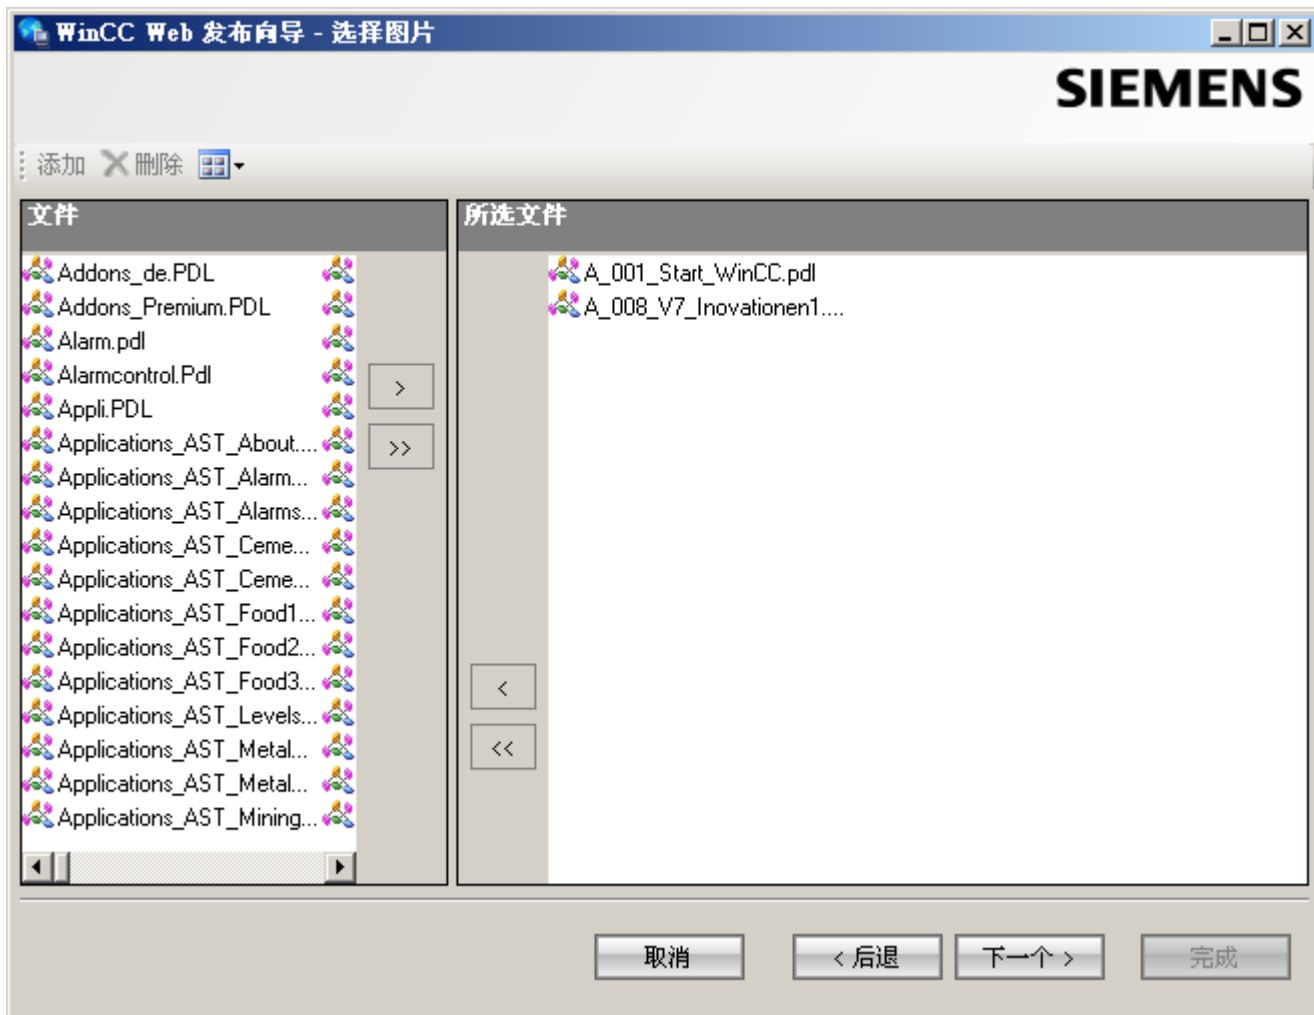 WinCC Web 发布向导 - 选择图片
SIEMENS
添加 删除
文件
Addons_de.PDL
Addons_Premium.PDL
Alarm.pdl
Alarmcontrol.Pdl
Appli.PDL
Applications_AST_About....
Applications_AST_Alarm...
Applications_AST_Alarms...
Applications_AST_Ceme...
Applications_AST_Ceme...
Applications_AST_Food1...
Applications_AST_Food2...
Applications_AST_Food3...
Applications_AST_Levels...
Applications_AST_Metal...
Applications_AST_Metal...
Applications_AST_Mining...
>
>>
所选文件
A_001_Start_WinCC.pdl
A_008_V7_Inovationen1....
<
<<
取消 < 后退 下一个 > 完成